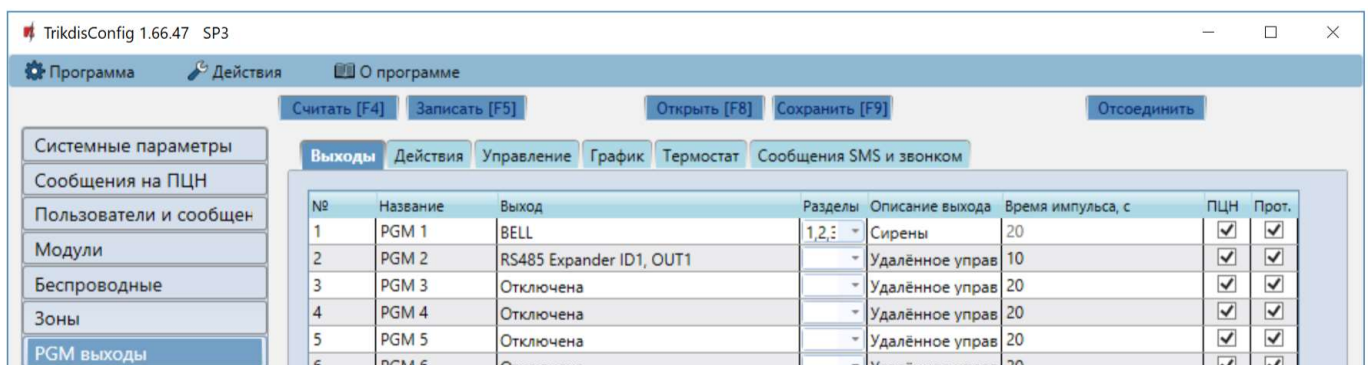 TrikdisConfig 1.66.47 SP3
Программа Действия О программе
Считать [F4] Записать [F5] Открыть [F8] Сохранить [F9] Отсоединить
Системные параметры
Сообщения на ПЦН
Пользователи и сообщен
Модули
Беспроводные
Зоны
PGM выходы
Выходы Действия Управление График Термостат Сообщения SMS и звонком
№ Название Выход Разделы Описание выхода Время импульса, с ПЦН Прот.
1 PGM 1 BELL 1,2,3 Сирены 20
2 PGM 2 RS485 Expander ID1, OUT1 Удалённое управ 10
3 PGM 3 Отключена Удалённое управ 20
4 PGM 4 Отключена Удалённое управ 20
5 PGM 5 Отключена Удалённое управ 20
6 PGM 6 20